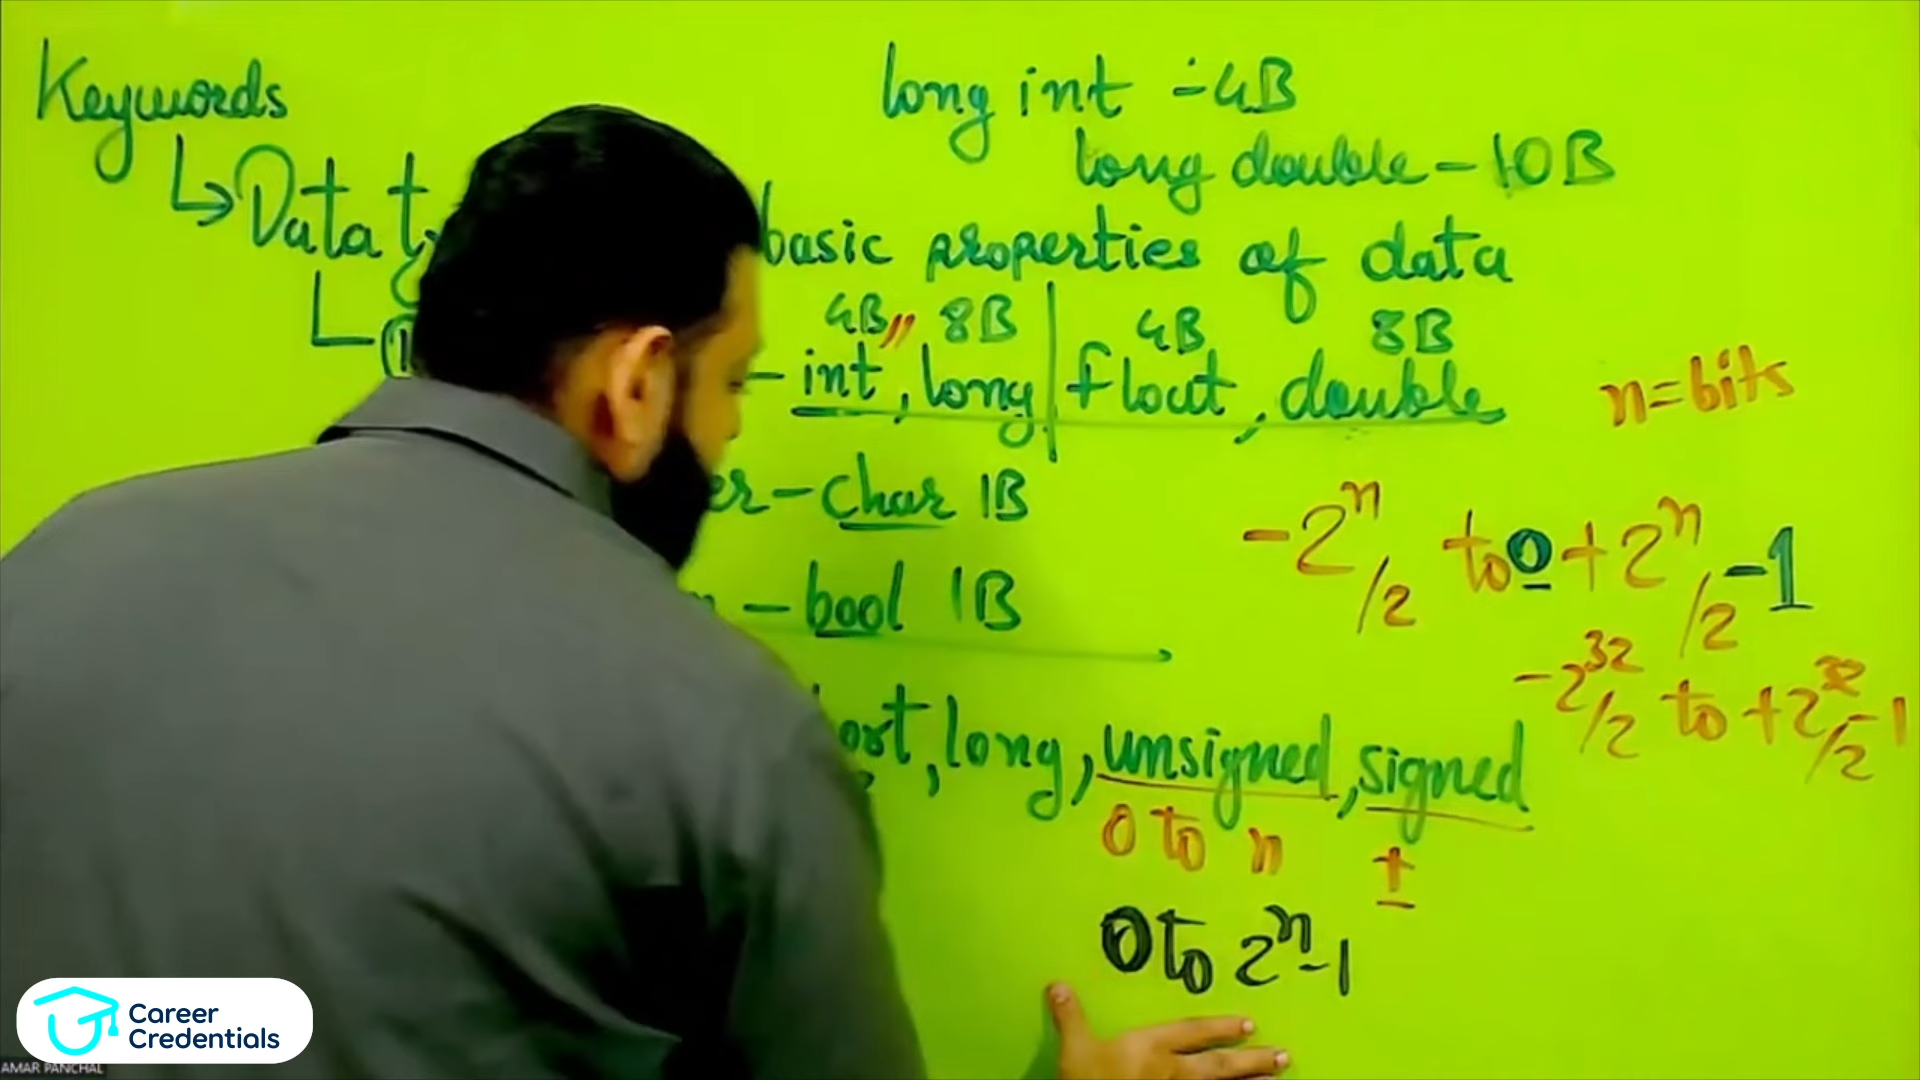 Keywords
long int - 4B
long double - 10B
↳ Data
basic properties of data
4B,, 8B | 4B 8B
- int, long | float, double
n=bits
- char 1B
-2^n/2 to 0 +2^n/2 -1
- bool 1B
-2^32/2 to +2^32/2 -1
, long, unsigned, signed
0 to n ±
0 to 2^n-1
Career
Credentials
AMAR PANCHAL